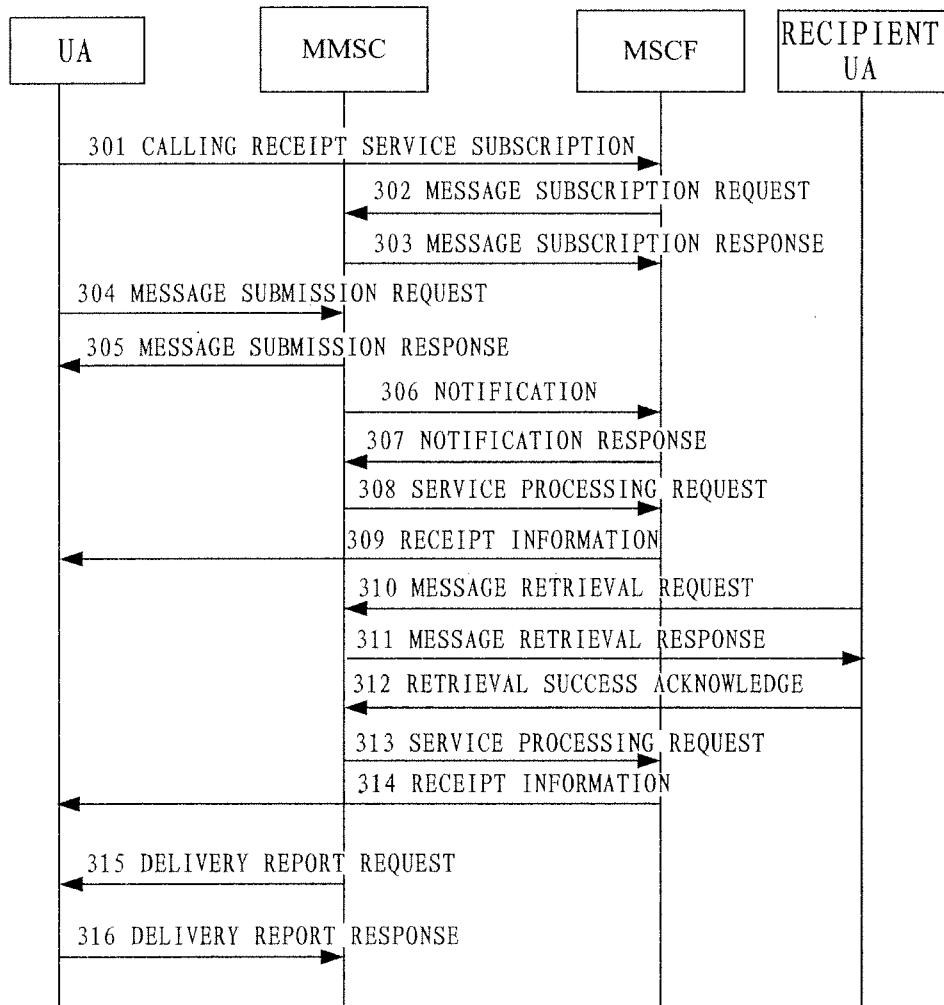 UA
MMSC
MSCF
RECIPIENT
UA
301 CALLING RECEIPT SERVICE SUBSCRIPTION
302 MESSAGE SUBSCRIPTION REQUEST
303 MESSAGE SUBSCRIPTION RESPONSE
304 MESSAGE SUBMISSION REQUEST
305 MESSAGE SUBMISSION RESPONSE
306 NOTIFICATION
307 NOTIFICATION RESPONSE
308 SERVICE PROCESSING REQUEST
309 RECEIPT INFORMATION
310 MESSAGE RETRIEVAL REQUEST
311 MESSAGE RETRIEVAL RESPONSE
312 RETRIEVAL SUCCESS ACKNOWLEDGE
313 SERVICE PROCESSING REQUEST
314 RECEIPT INFORMATION
315 DELIVERY REPORT REQUEST
316 DELIVERY REPORT RESPONSE